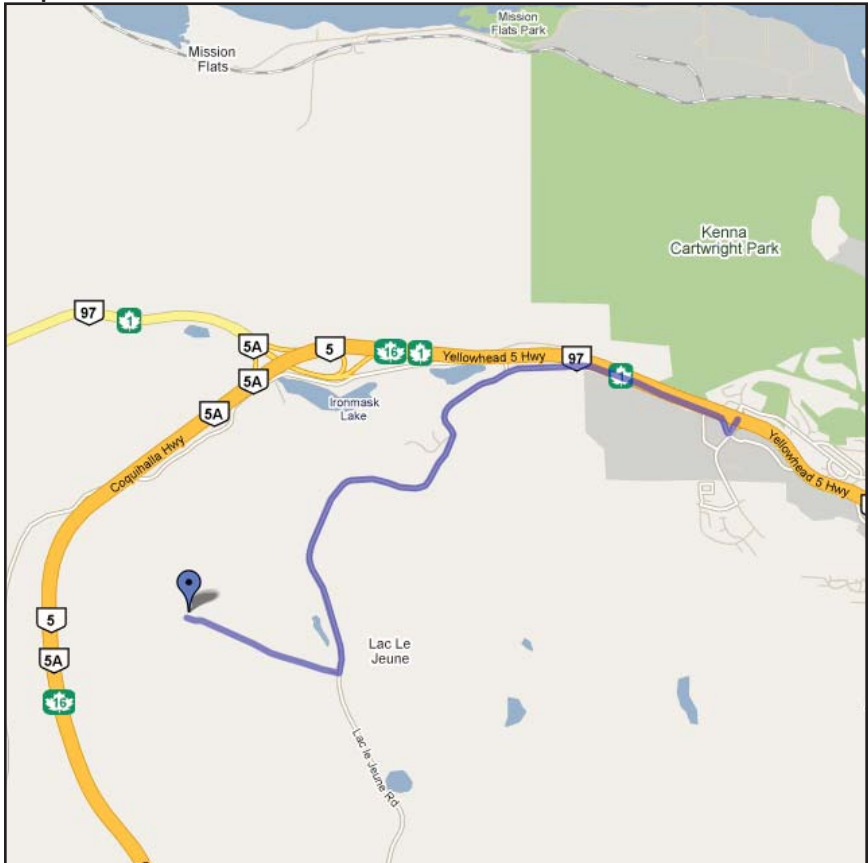 Mission
Flats Park
Mission
Flats
Kenna
Cartwright Park
97
1
5A
5
16
1
Yellowhead 5 Hwy
97
1
5A
5A
Ironmask
Lake
Coquihalla Hwy
Yellowhead 5 Hwy
5
5A
16
Lac Le
Jeune
Lac le Jeune Rd